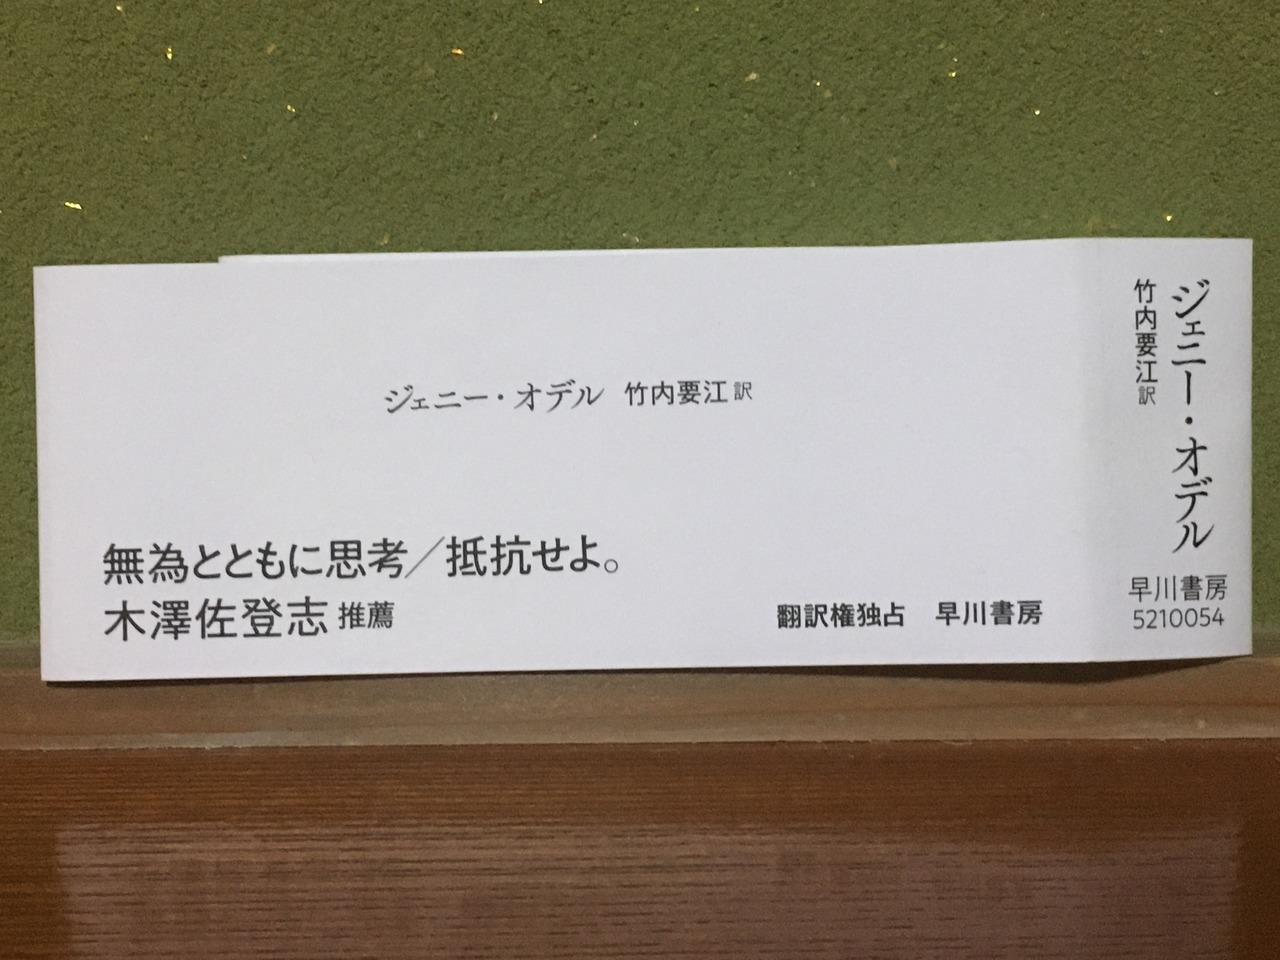 ジェニー・オデル 竹内要江 訳
無為とともに思考／抵抗せよ。
木澤佐登志 推薦
翻訳権独占 早川書房
ジェニー・オデル
竹内要江 訳
早川書房
5210054